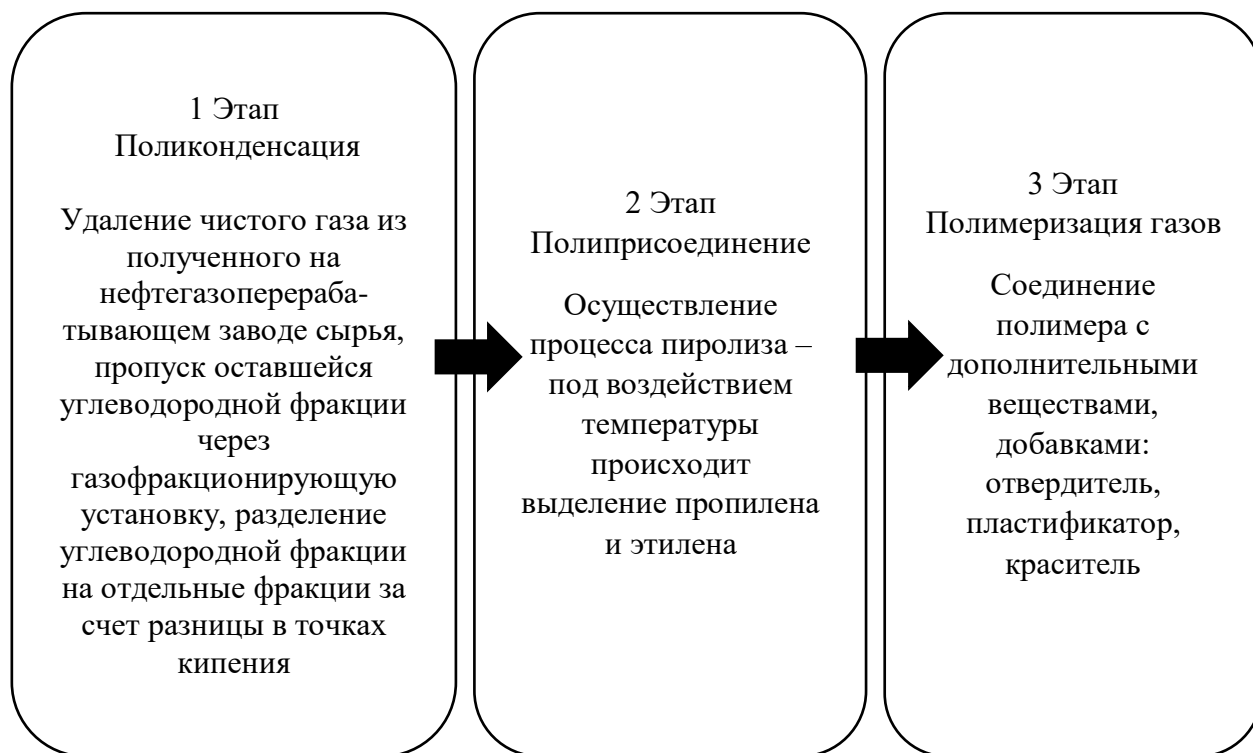 1 Этап
Поликонденсация
Удаление чистого газа из
полученного на
нефтегазоперераба-
тывающем заводе сырья,
пропуск оставшейся
углеводородной фракции
через
газофракционирующую
установку, разделение
углеводородной фракции
на отдельные фракции за
счет разницы в точках
кипения
2 Этап
Полиприсоединение
Осуществление
процесса пиролиза –
под воздействием
температуры
происходит
выделение пропилена
и этилена
3 Этап
Полимеризация газов
Соединение
полимера с
дополнительными
веществами,
добавками:
отвердитель,
пластификатор,
краситель